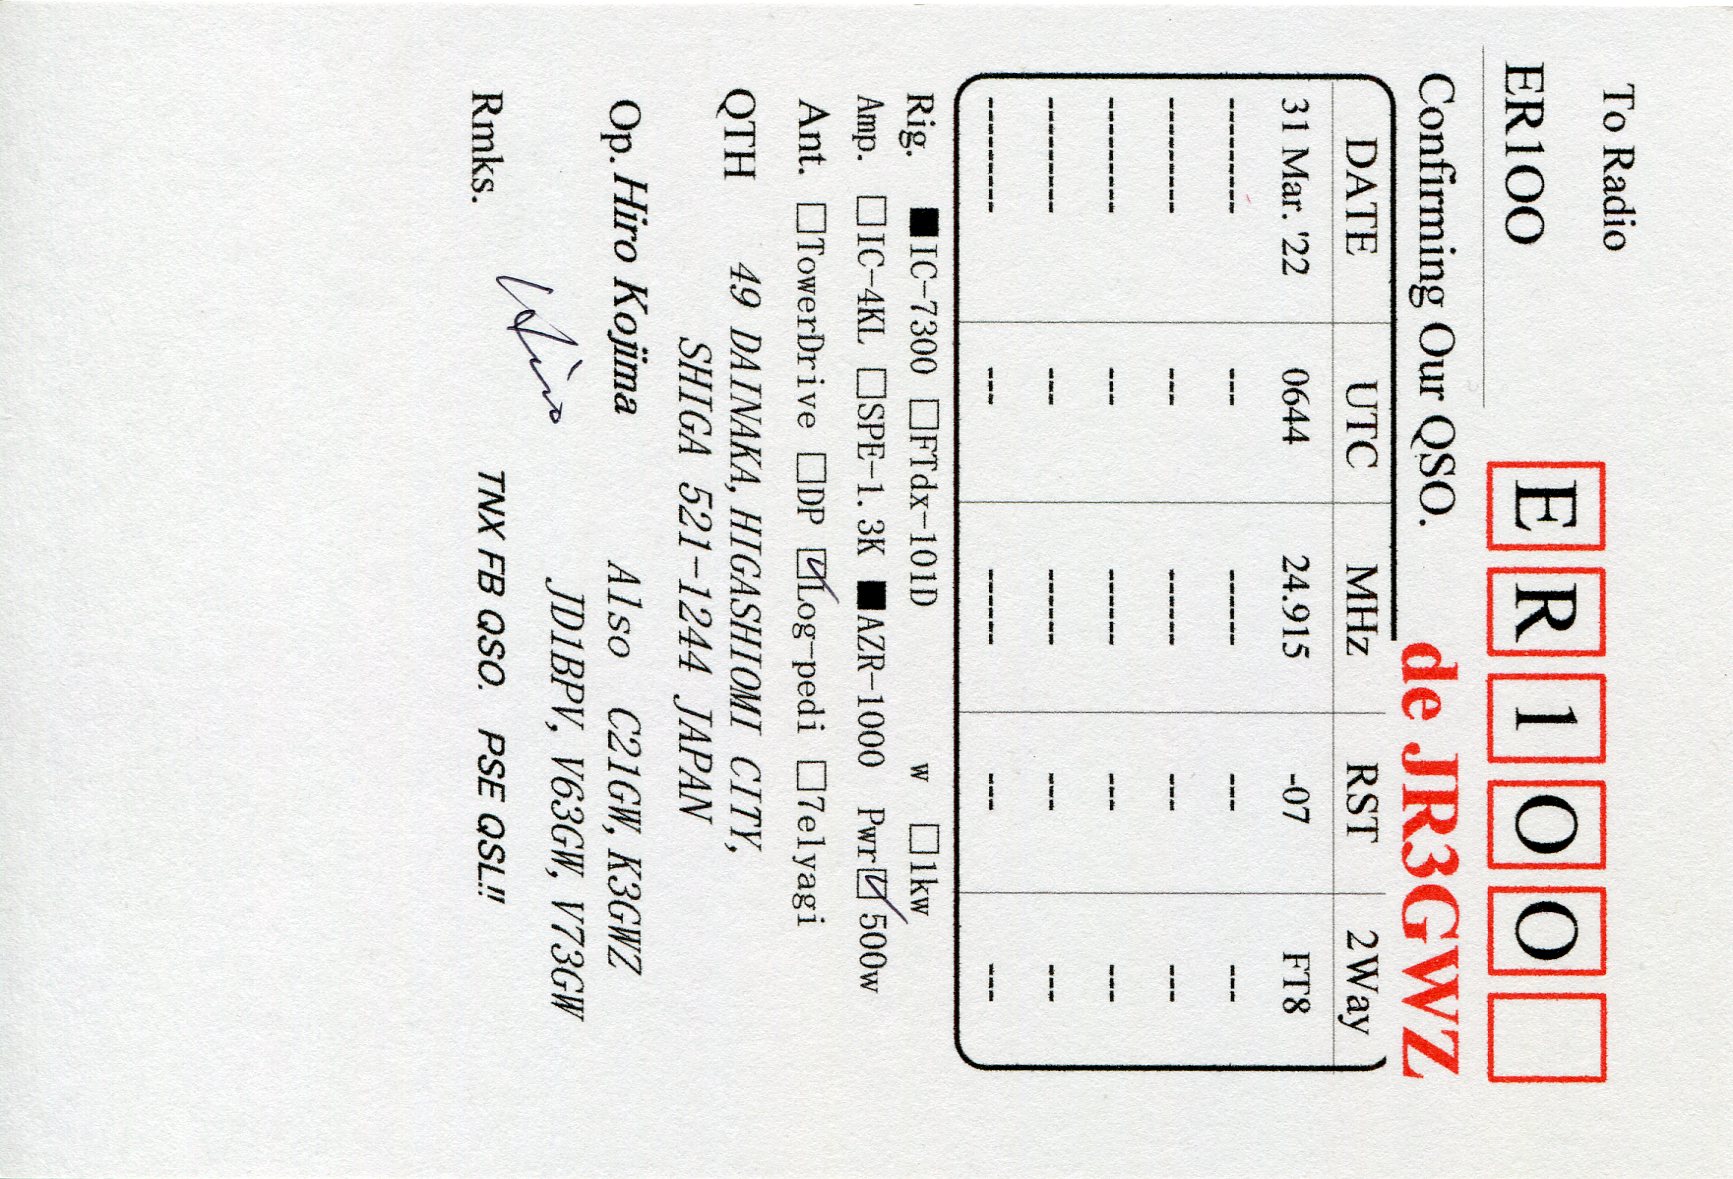 To Radio
ER1OO
E R 1 O O
Confirming Our QSO. de JR3GWZ
DATE UTC MHz RST 2Way
31 Mar. '22 0644 24.915 -07 FT8
--------- --- ------ --- ---
--------- --- ------ --- ---
--------- --- ------ --- ---
--------- --- ------ --- ---
--------- --- ------ --- ---
Rig. ■IC-7300 □FTdx-101D w □1kw
Amp. □IC-4KL □SPE-1.3K ■AZR-1000 Pwr☑500w
Ant. □TowerDrive □DP ☑Log-pedi □7elyagi
QTH 49 DAINAKA, HIGASHIOMI CITY,
SHIGA 521-1244 JAPAN
Op. Hiro Kojima Also C21GW, K3GWZ
JD1BPV, V63GW, V73GW
Hiro
Rmks. TNX FB QSO. PSE QSL!!